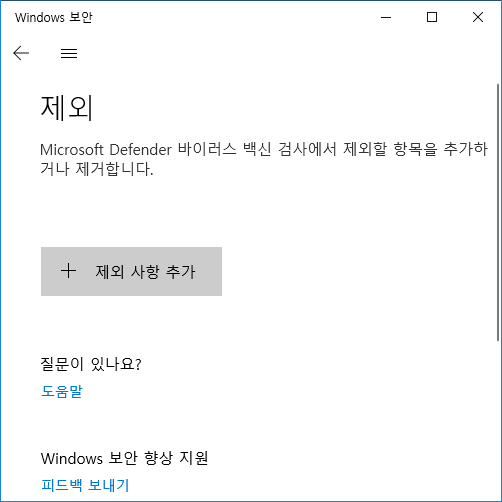 Windows 보안
제외
Microsoft Defender 바이러스 백신 검사에서 제외할 항목을 추가하
거나 제거합니다.
제외 사항 추가
질문이 있나요?
도움말
Windows 보안 향상 지원
피드백 보내기